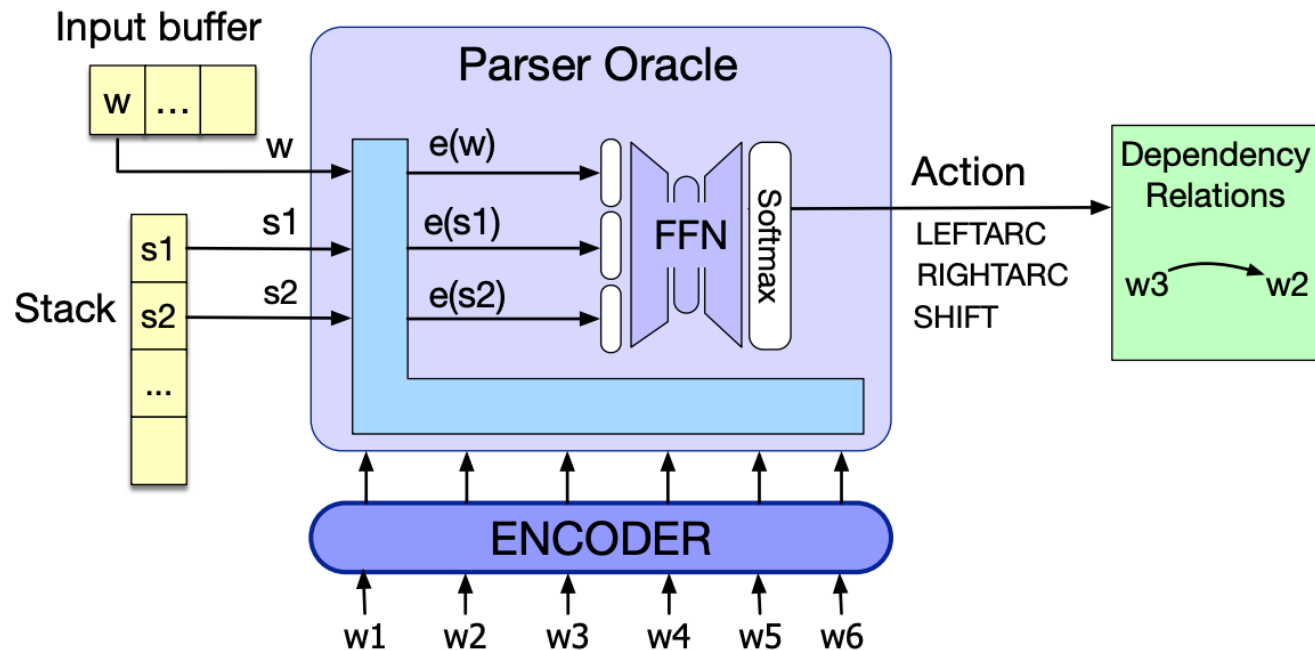 Input buffer
Parser Oracle
w ...
w
e(w)
s1
e(s1)
s2
e(s2)
Stack
s1
s2
...
FFN
Softmax
Action
LEFTARC
RIGHTARC
SHIFT
Dependency
Relations
w3 w2
ENCODER
w1 w2 w3 w4 w5 w6